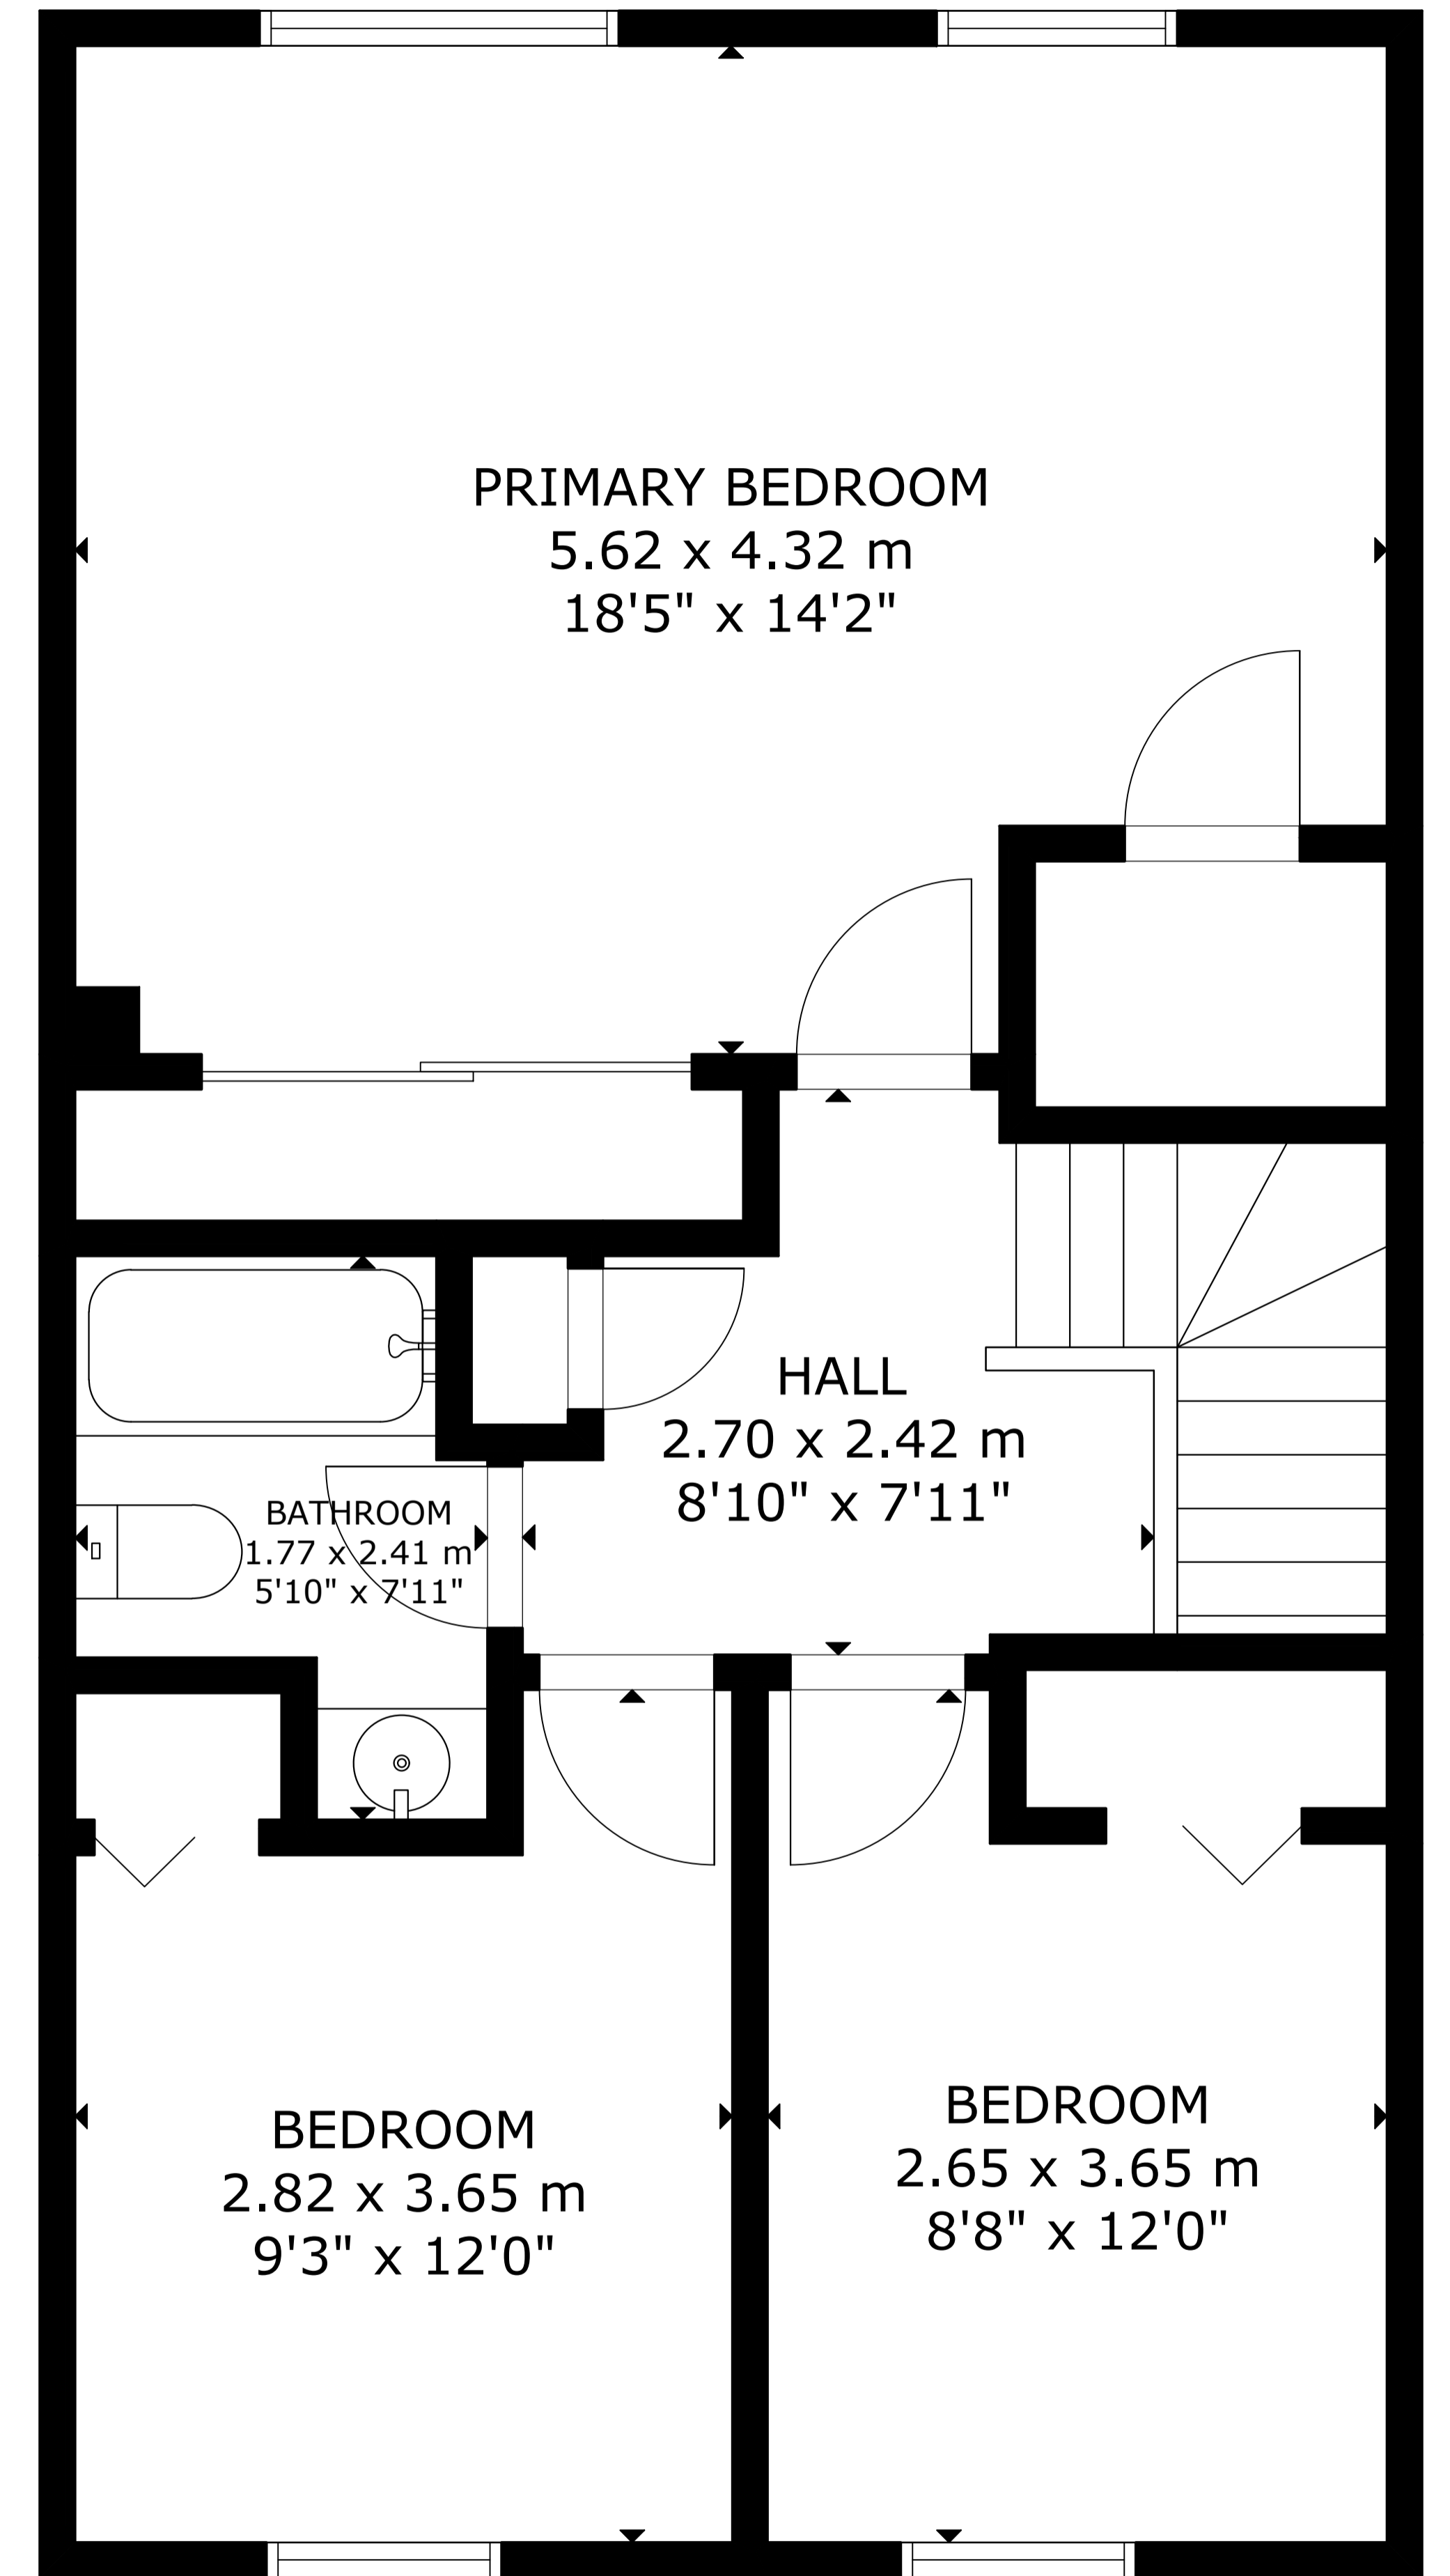 PRIMARY BEDROOM
5.62 x 4.32 m
18'5" x 14'2"
HALL
2.70 x 2.42 m
8'10" x 7'11"
BATHROOM
1.77 x 2.41 m
5'10" x 7'11"
BEDROOM
2.82 x 3.65 m
9'3" x 12'0"
BEDROOM
2.65 x 3.65 m
8'8" x 12'0"